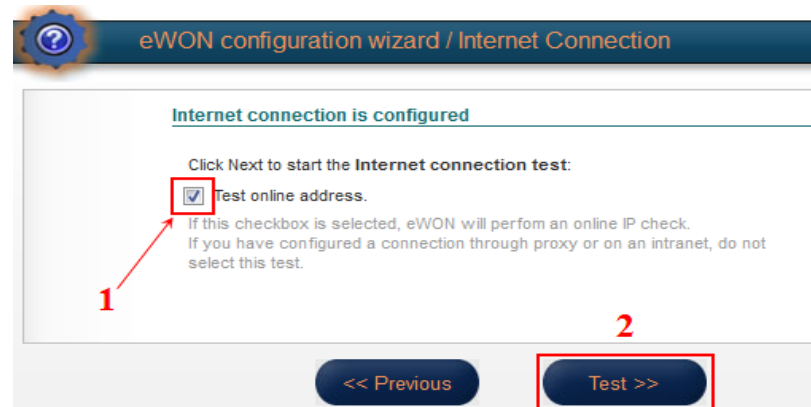 eWON configuration wizard / Internet Connection
Internet connection is configured
Click Next to start the Internet connection test:
Test online address.
If this checkbox is selected, eWON will perfom an online IP check.
If you have configured a connection through proxy or on an intranet, do not
select this test.
1
2
<< Previous
Test >>